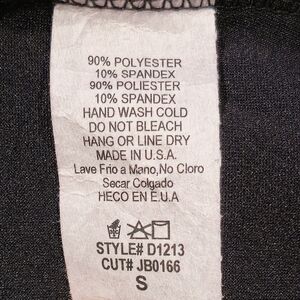 90% POLYESTER
10% SPANDEX
90% POLIESTER
10% SPANDEX
HAND WASH COLD
DO NOT BLEACH
HANG OR LINE DRY
MADE IN U.S.A.
Lave Frio a Mano,No Cloro
Secar Colgado
HECO EN E.U.A
STYLE# D1213
CUT# JB0166
S